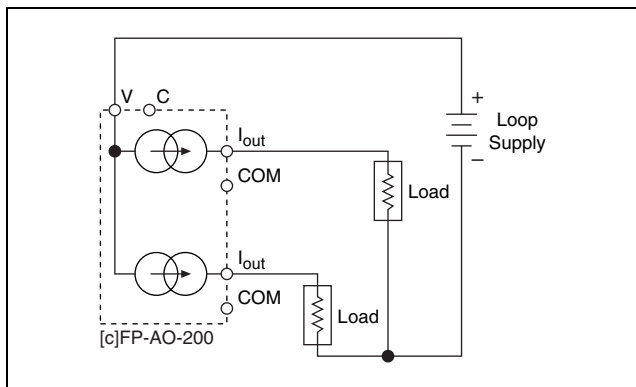 V C
+
Loop
Supply
–
I_out
COM
Load
I_out
COM
Load
[c]FP-AO-200